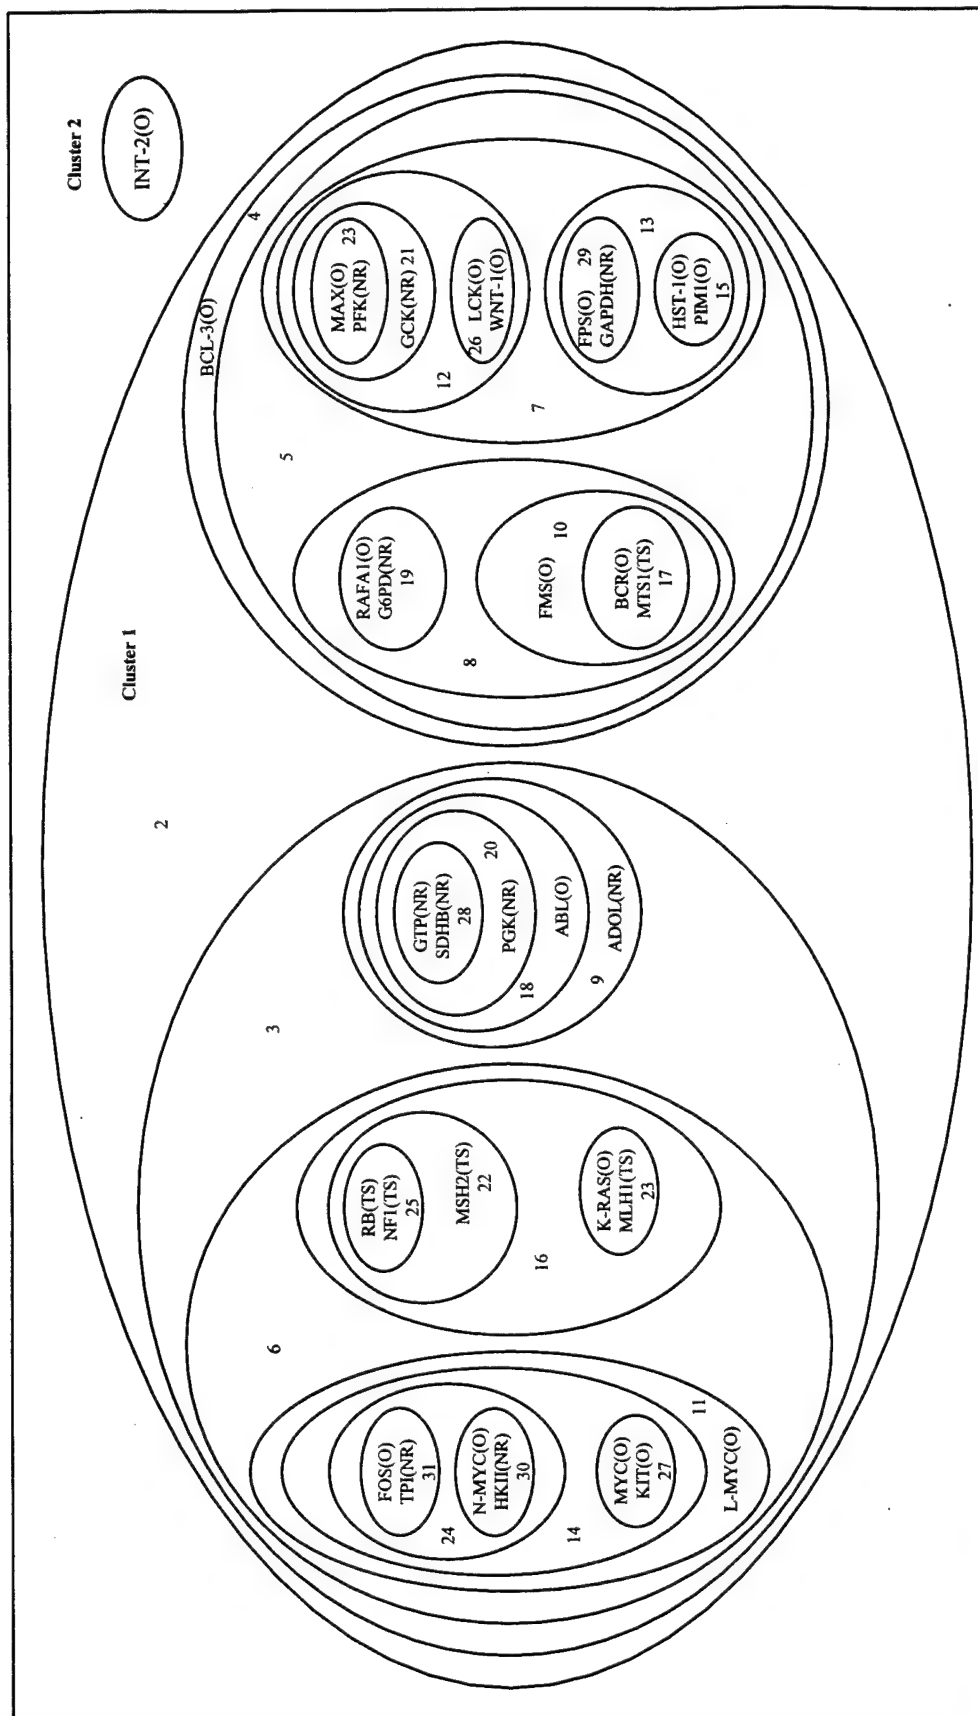 Cluster 2
INT-2(O)
Cluster 1
2
BCL-3(O)
4
5
MAX(O)
PFK(NR)
23
GCK(NR) 21
12
26 LCK(O)
WNT-1(O)
7
FPS(O) 29
GAPDH(NR)
13
HST-1(O)
PIM1(O)
15
RAFA1(O)
G6PD(NR)
19
8
FMS(O)
10
BCR(O)
MTS1(TS)
17
3
GTP(NR)
SDHB(NR)
28
20
PGK(NR)
18
ABL(O)
9
ADOL(NR)
6
RB(TS)
NF1(TS)
25
MSH2(TS)
22
16
K-RAS(O)
MLH1(TS)
23
FOS(O)
TPI(NR)
31
24
N-MYC(O)
HKII(NR)
30
14
MYC(O)
KIT(O)
27
11
L-MYC(O)